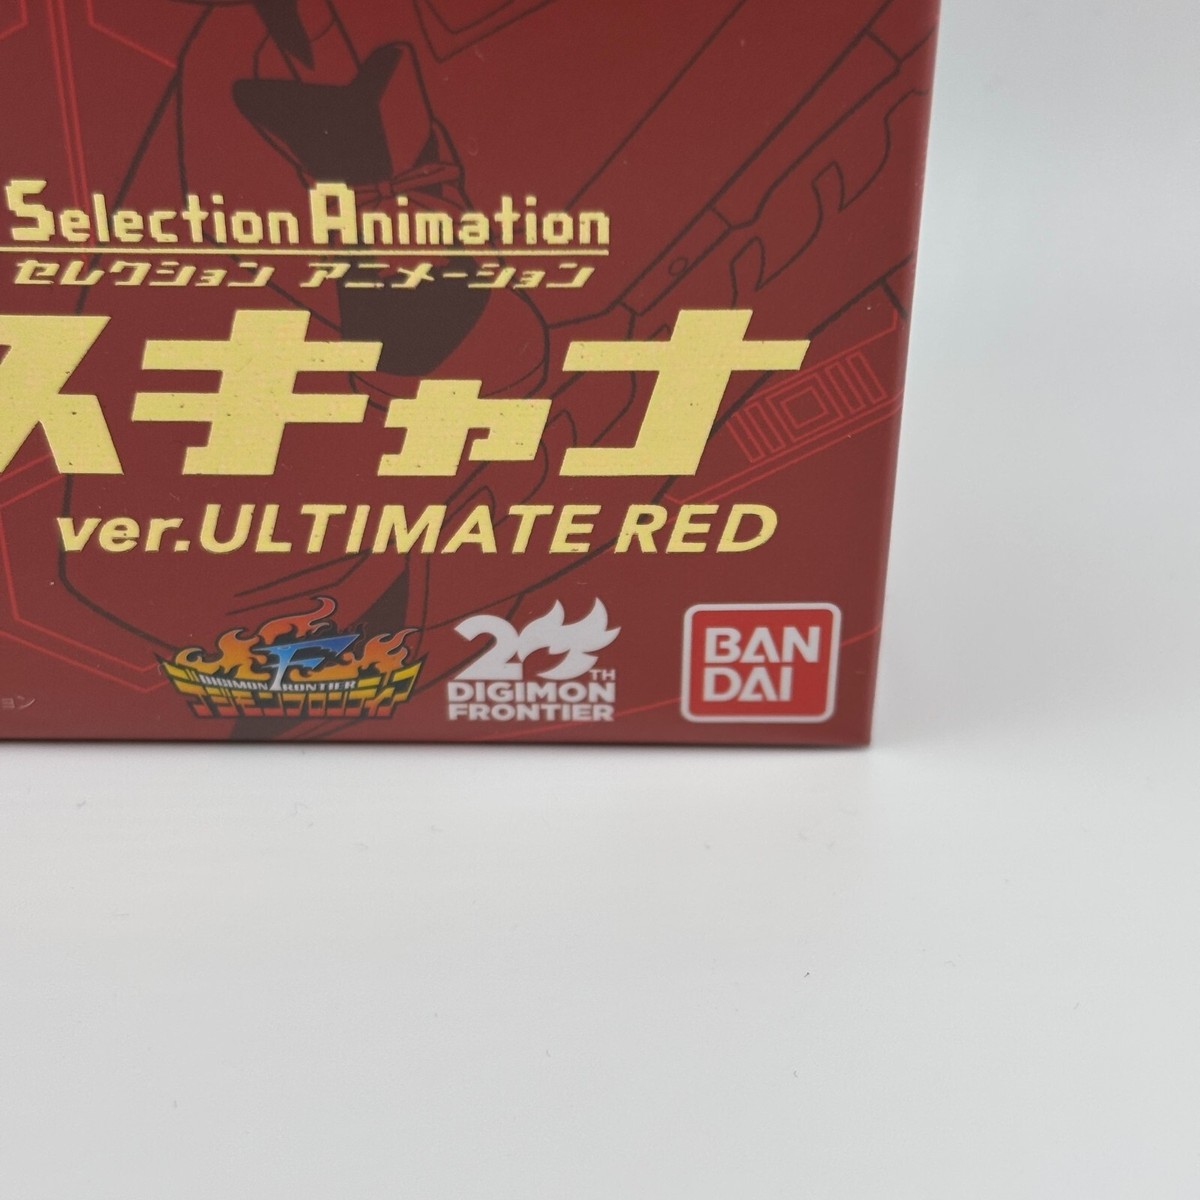 Selection Animation
セレクション アニメーション
スキャナ
ver.ULTIMATE RED
DIGIMON FRONTIER
デジモンフロンティア
20TH
DIGIMON
FRONTIER
BAN
DAI
ョン